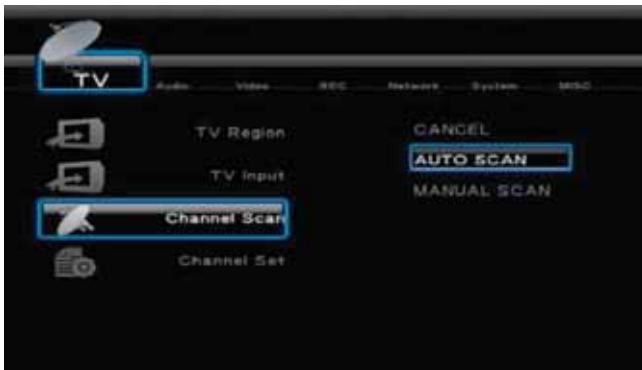 TV Audio Video REC Network System MISC
TV Region
TV Input
Channel Scan
Channel Set
CANCEL
AUTO SCAN
MANUAL SCAN